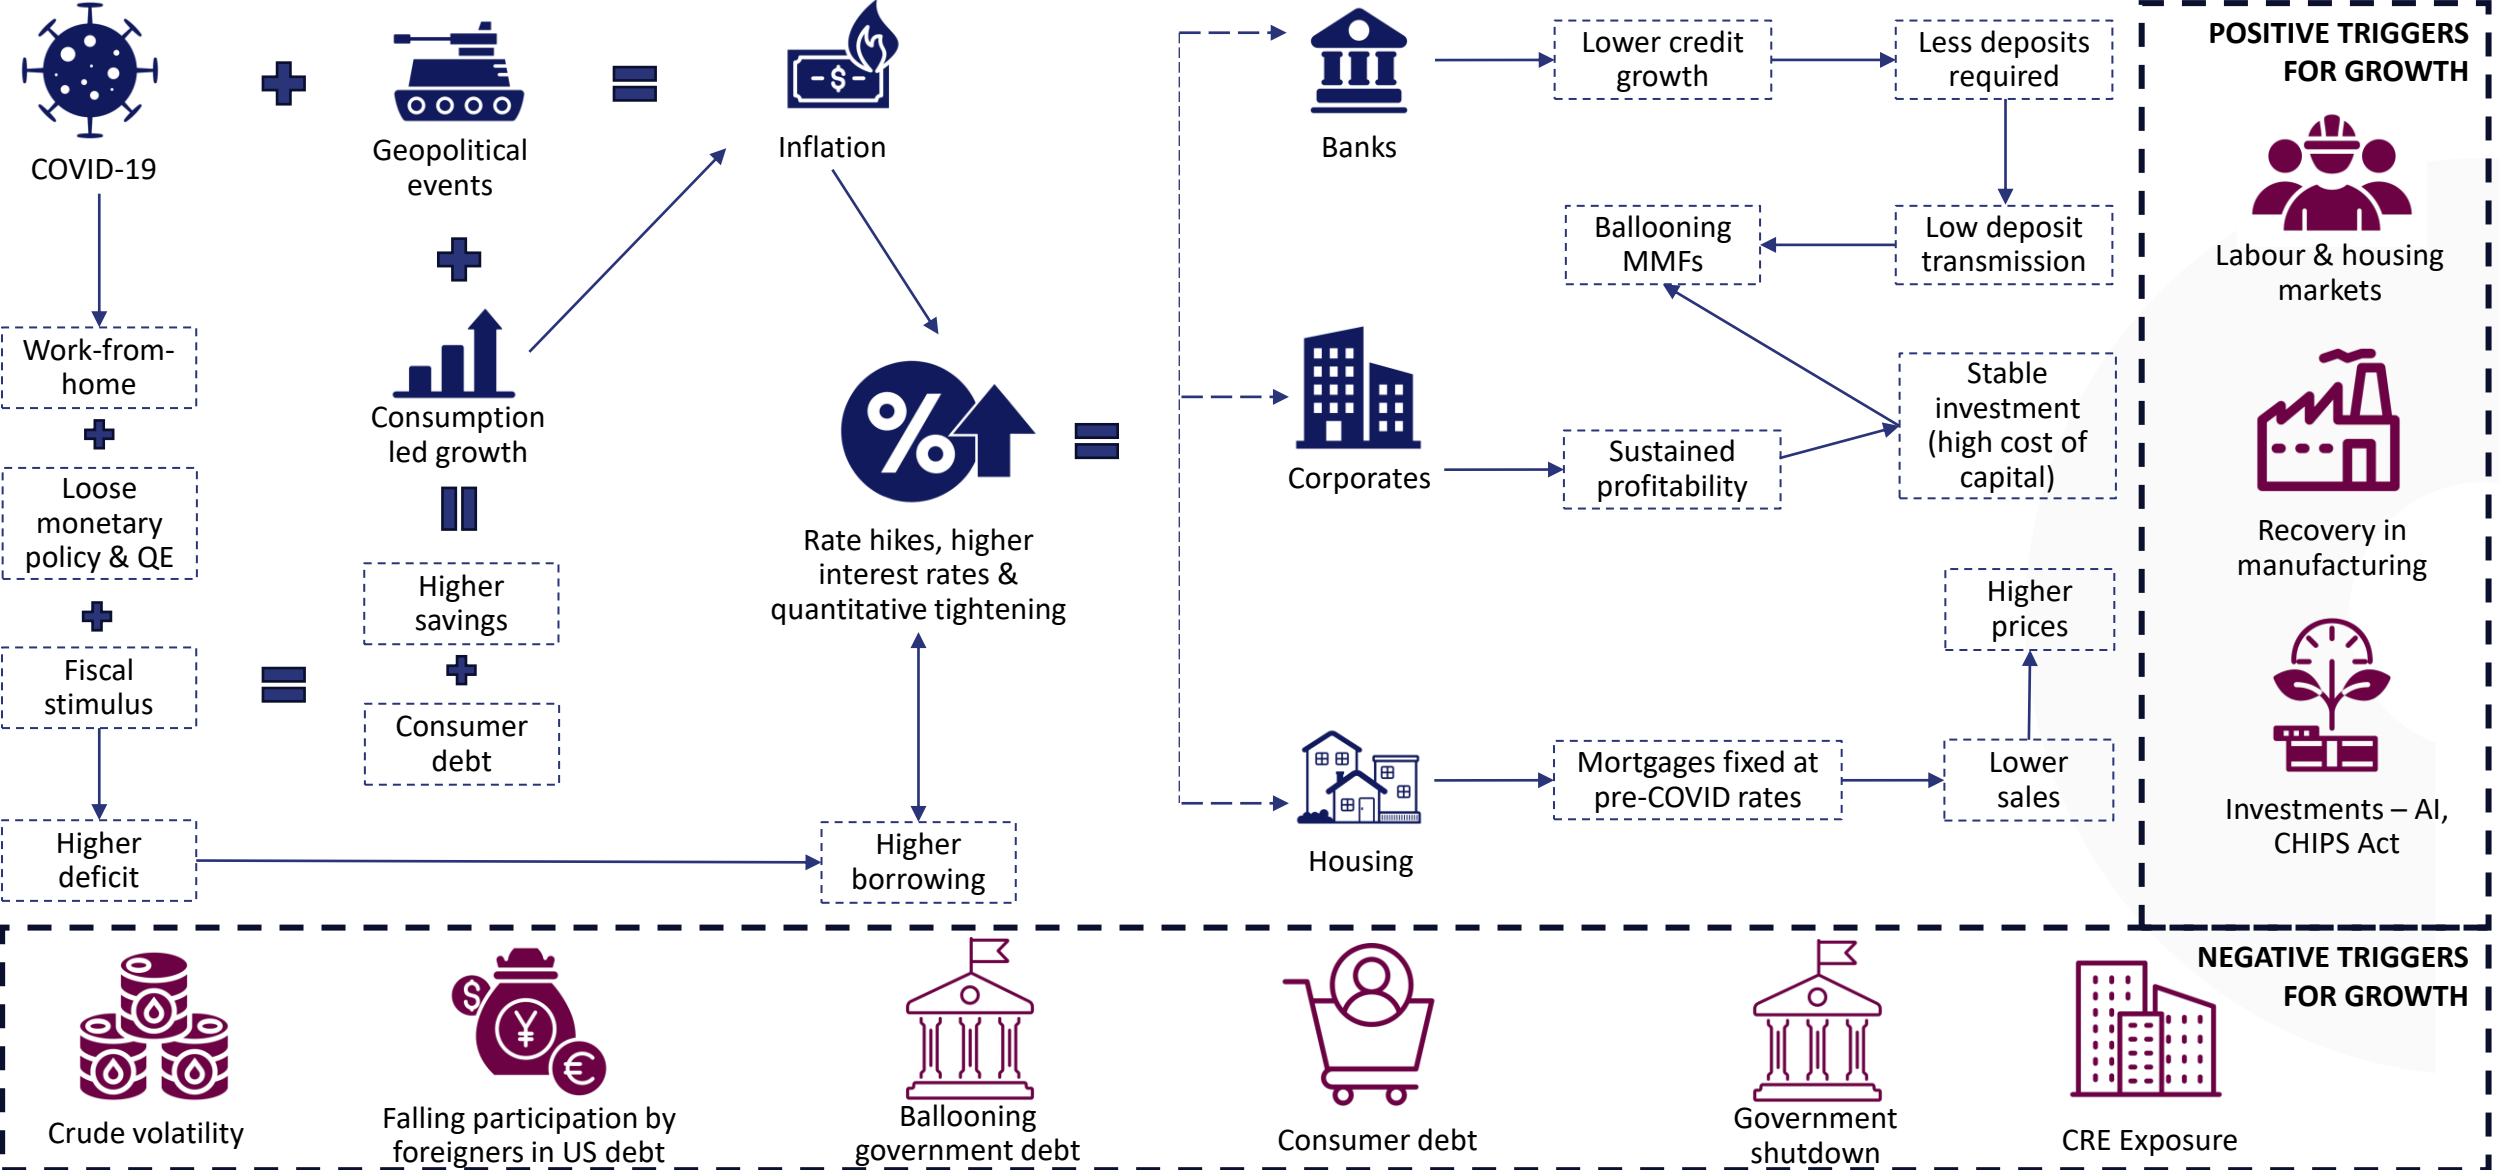 COVID-19
Geopolitical
events
Inflation
Work-from-
home
Loose
monetary
policy & QE
Fiscal
stimulus
Higher
deficit
Consumption
led growth
Higher
savings
Consumer
debt
Rate hikes, higher
interest rates &
quantitative tightening
Higher
borrowing
Banks
Lower credit
growth
Less deposits
required
Ballooning
MMFs
Low deposit
transmission
Corporates
Sustained
profitability
Stable
investment
(high cost of
capital)
Housing
Mortgages fixed at
pre-COVID rates
Lower
sales
Higher
prices
POSITIVE TRIGGERS
FOR GROWTH
Labour & housing
markets
Recovery in
manufacturing
Investments – AI,
CHIPS Act
NEGATIVE TRIGGERS
FOR GROWTH
Crude volatility
Falling participation by
foreigners in US debt
Ballooning
government debt
Consumer debt
Government
shutdown
CRE Exposure